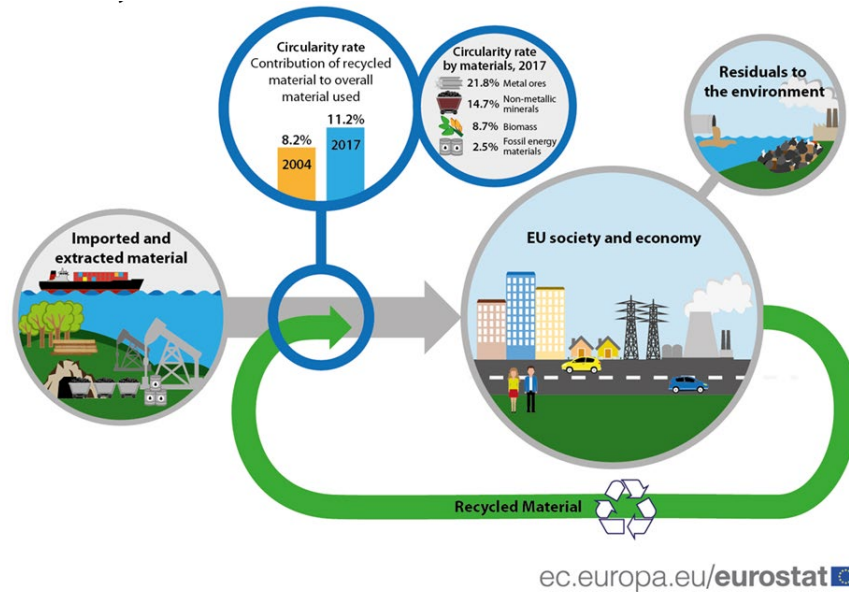 Circularity rate
Contribution of recycled
material to overall
material used
11.2%
8.2%
2017
2004
Circularity rate
by materials, 2017
21.8% Metal ores
14.7% Non-metallic
minerals
8.7% Biomass
2.5% Fossil energy
materials
Residuals to
the environment
Imported and
extracted material
EU society and economy
Recycled Material
ec.europa.eu/eurostat